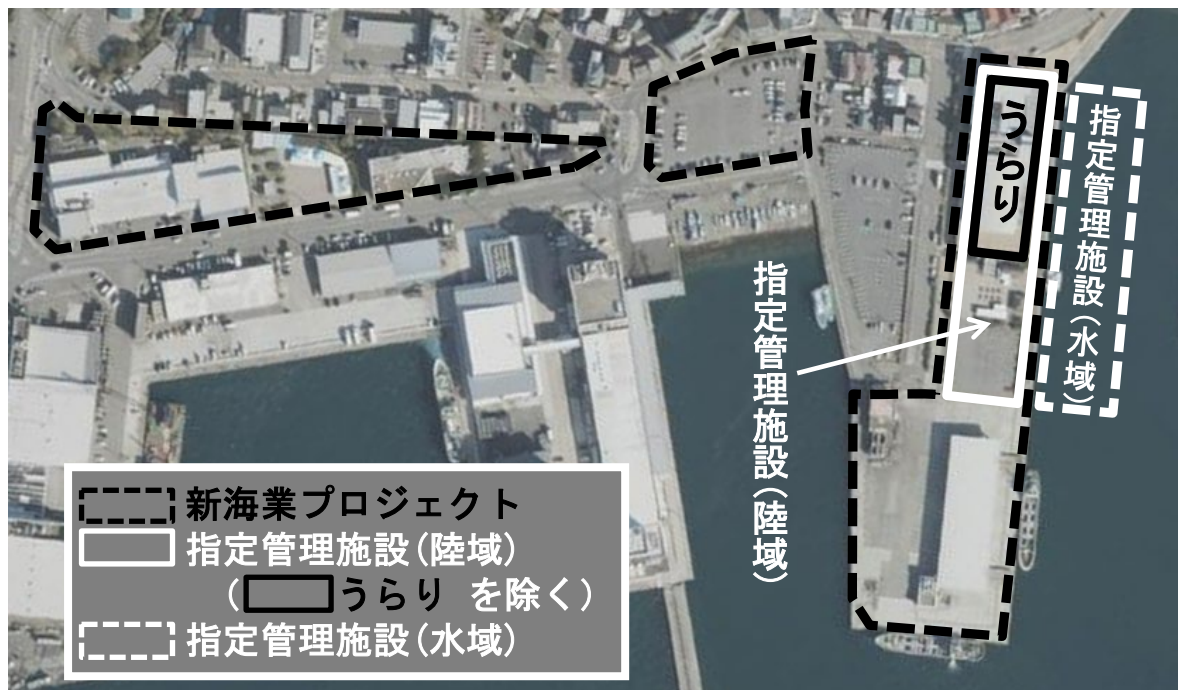 うらり
指定管理施設(水域)
指定管理施設(陸域)
新海業プロジェクト
指定管理施設(陸域)
(うらり を除く)
指定管理施設(水域)